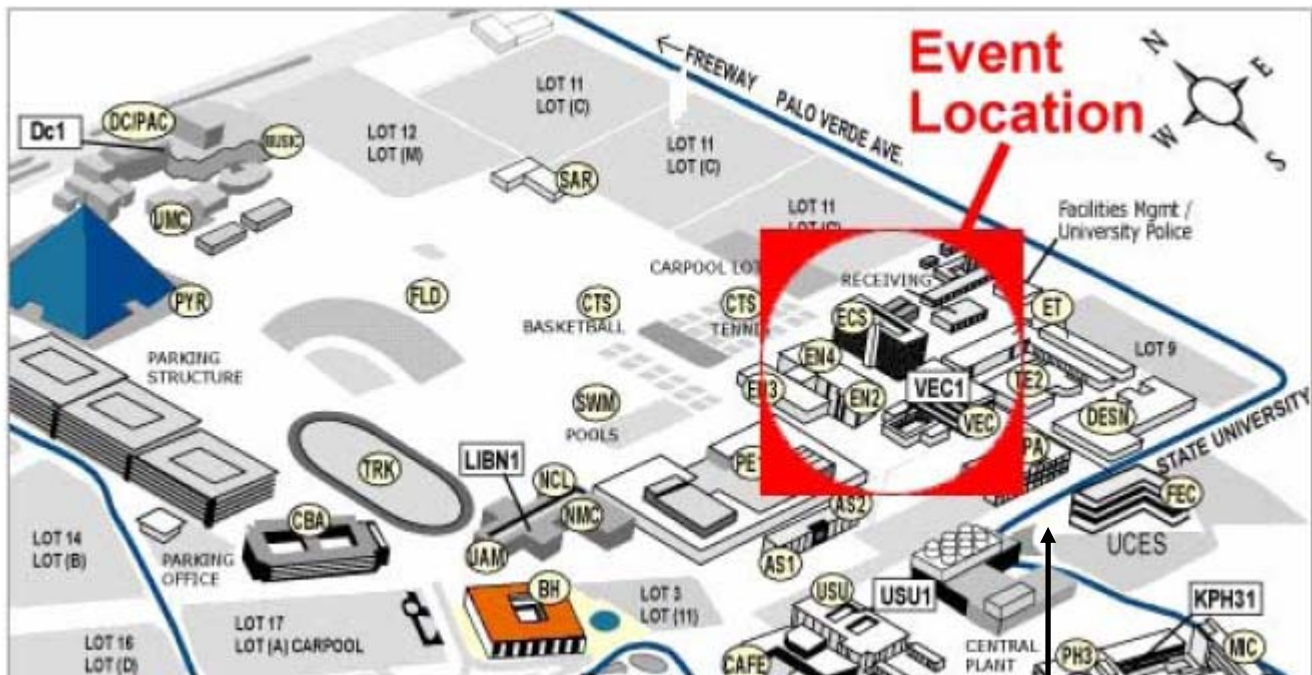 Event
Location
N
E
W
S
FREEWAY PALO VERDE AVE.
LOT 11
LOT (C)
Dc1
DC/PAC
MUSIC
LOT 12
LOT (M)
LOT 11
LOT (C)
SAR
UMC
LOT 11
Facilities Mgmt /
University Police
CARPOOL
RECEIVING
PYR
FLD
CTS
BASKETBALL
CTS
ECS
ET
PARKING
STRUCTURE
EN4
LOT 9
EN3
EN2
VEC1
TE2
SWM
POOLS
VEC
DESN
STATE UNIVERSITY
LIBN1
TRK
NCL
PE
PA
FEC
CBA
NMC
AS2
UCES
LOT 14
LOT (B)
PARKING
OFFICE
UAM
AS1
BH
LOT 3
LOT (11)
USU
USU1
KPH31
LOT 17
LOT (A) CARPOOL
LOT 16
LOT (D)
CAFE
CENTRAL
PLANT
PH3
MIC